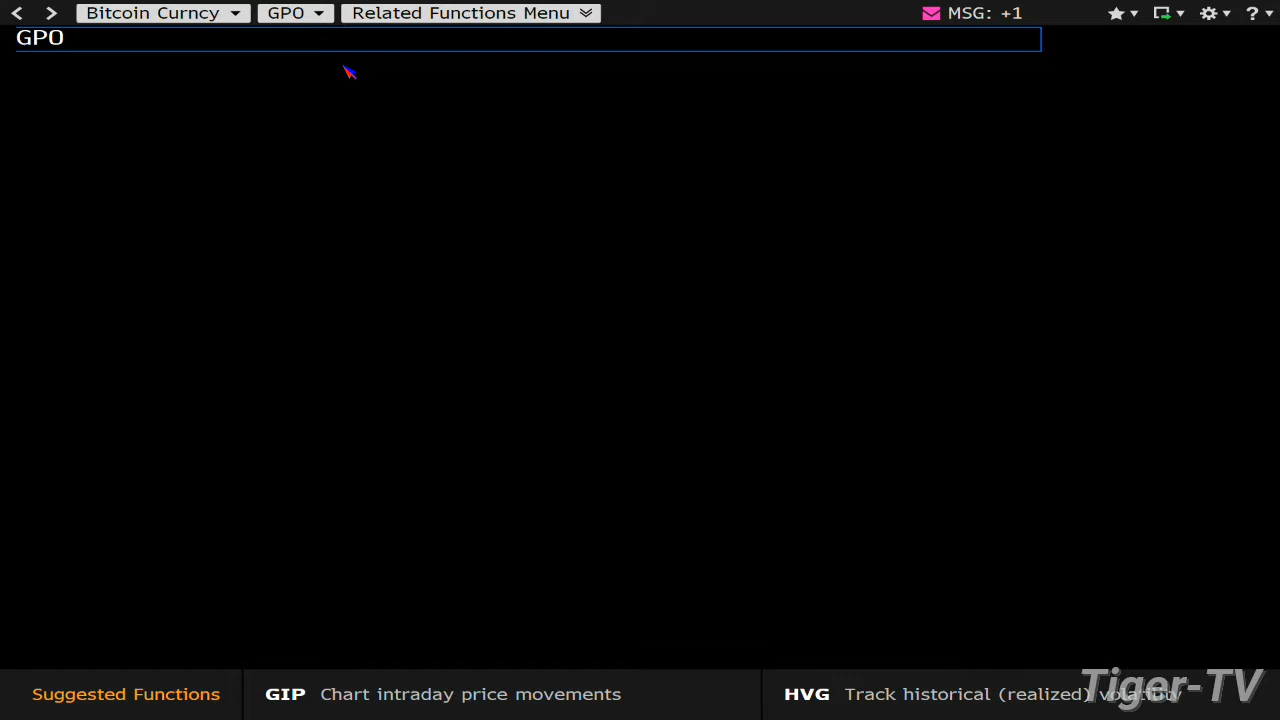 Bitcoin Curncy GPO Related Functions Menu MSG: +1 ?
GPO
Suggested Functions GIP Chart intraday price movements HVG Track historical (realized) volatility
Tiger-TV